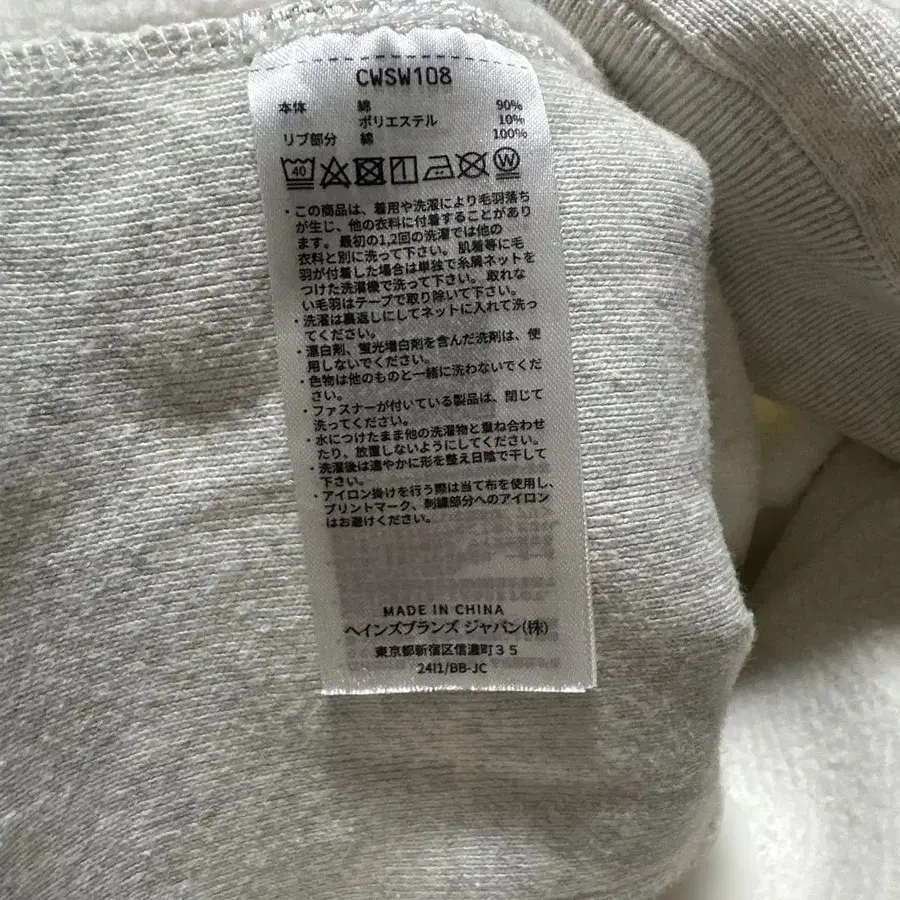 CWSW108
本体 綿 90%
ポリエステル 10%
リブ部分 綿 100%
40 W
・この商品は、着用や洗濯により毛羽落ち
が生じ、他の衣料に付着することがあり
ます。最初の1,2回の洗濯では他の
衣料と別に洗って下さい。肌着等に毛
羽が付着した場合は単独で糸屑ネットを
つけた洗濯機で洗って下さい。取れな
い毛羽はテープで取り除いて下さい。
・洗濯は裏返しにしてネットに入れて洗っ
てください。
・漂白剤、蛍光増白剤を含んだ洗剤は、使
用しないでください。
・色物は他のものと一緒に洗わないでくだ
さい。
・ファスナーが付いている製品は、閉じて
洗ってください。
・水につけたまま他の洗濯物と重ね合わせ
たり、放置しないようにしてください。
・洗濯後は速やかに形を整え日陰で干して
下さい。
・アイロン掛けを行う際は当て布を使用し、
プリントマーク、刺繍部分へのアイロン
はお避けください。
MADE IN CHINA
ヘインズブランズ ジャパン(株)
東京都新宿区信濃町35
24I1/BB-JC